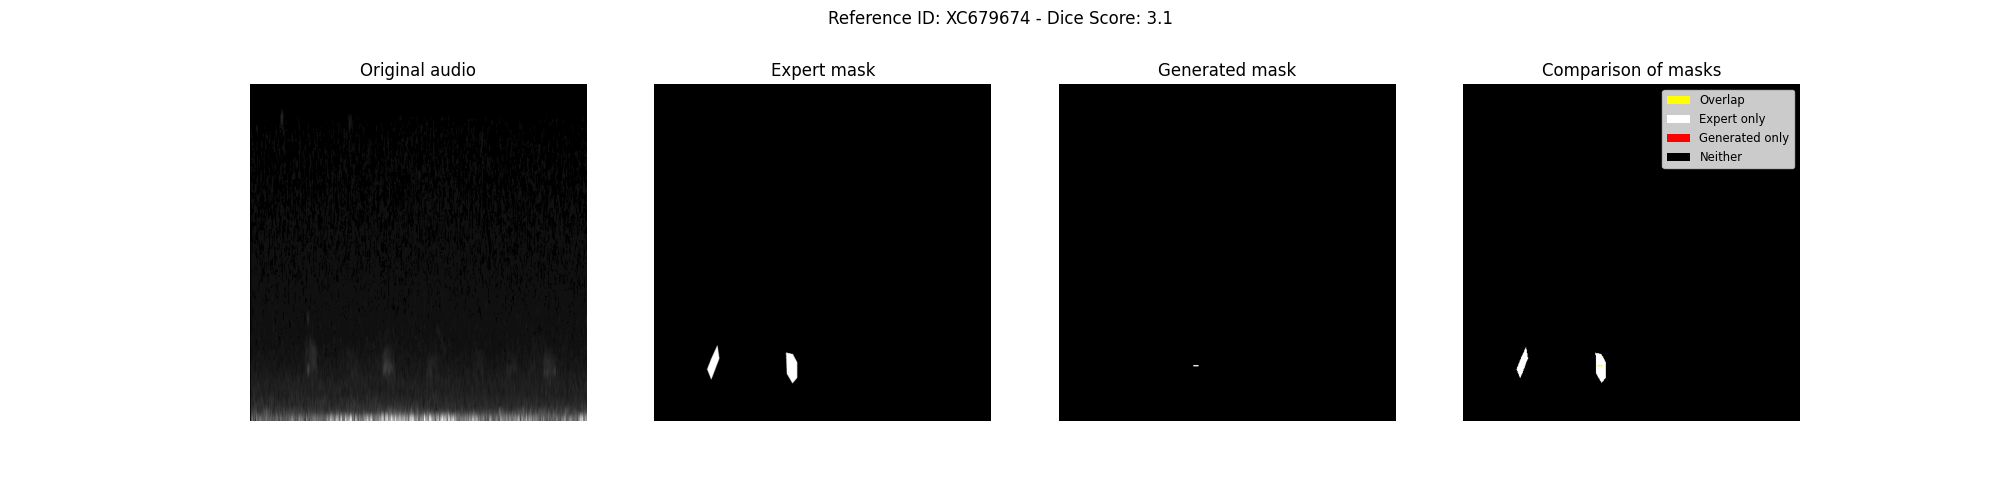 Reference ID: XC679674 - Dice Score: 3.1
Original audio
Expert mask
Generated mask
Comparison of masks
Overlap
Expert only
Generated only
Neither